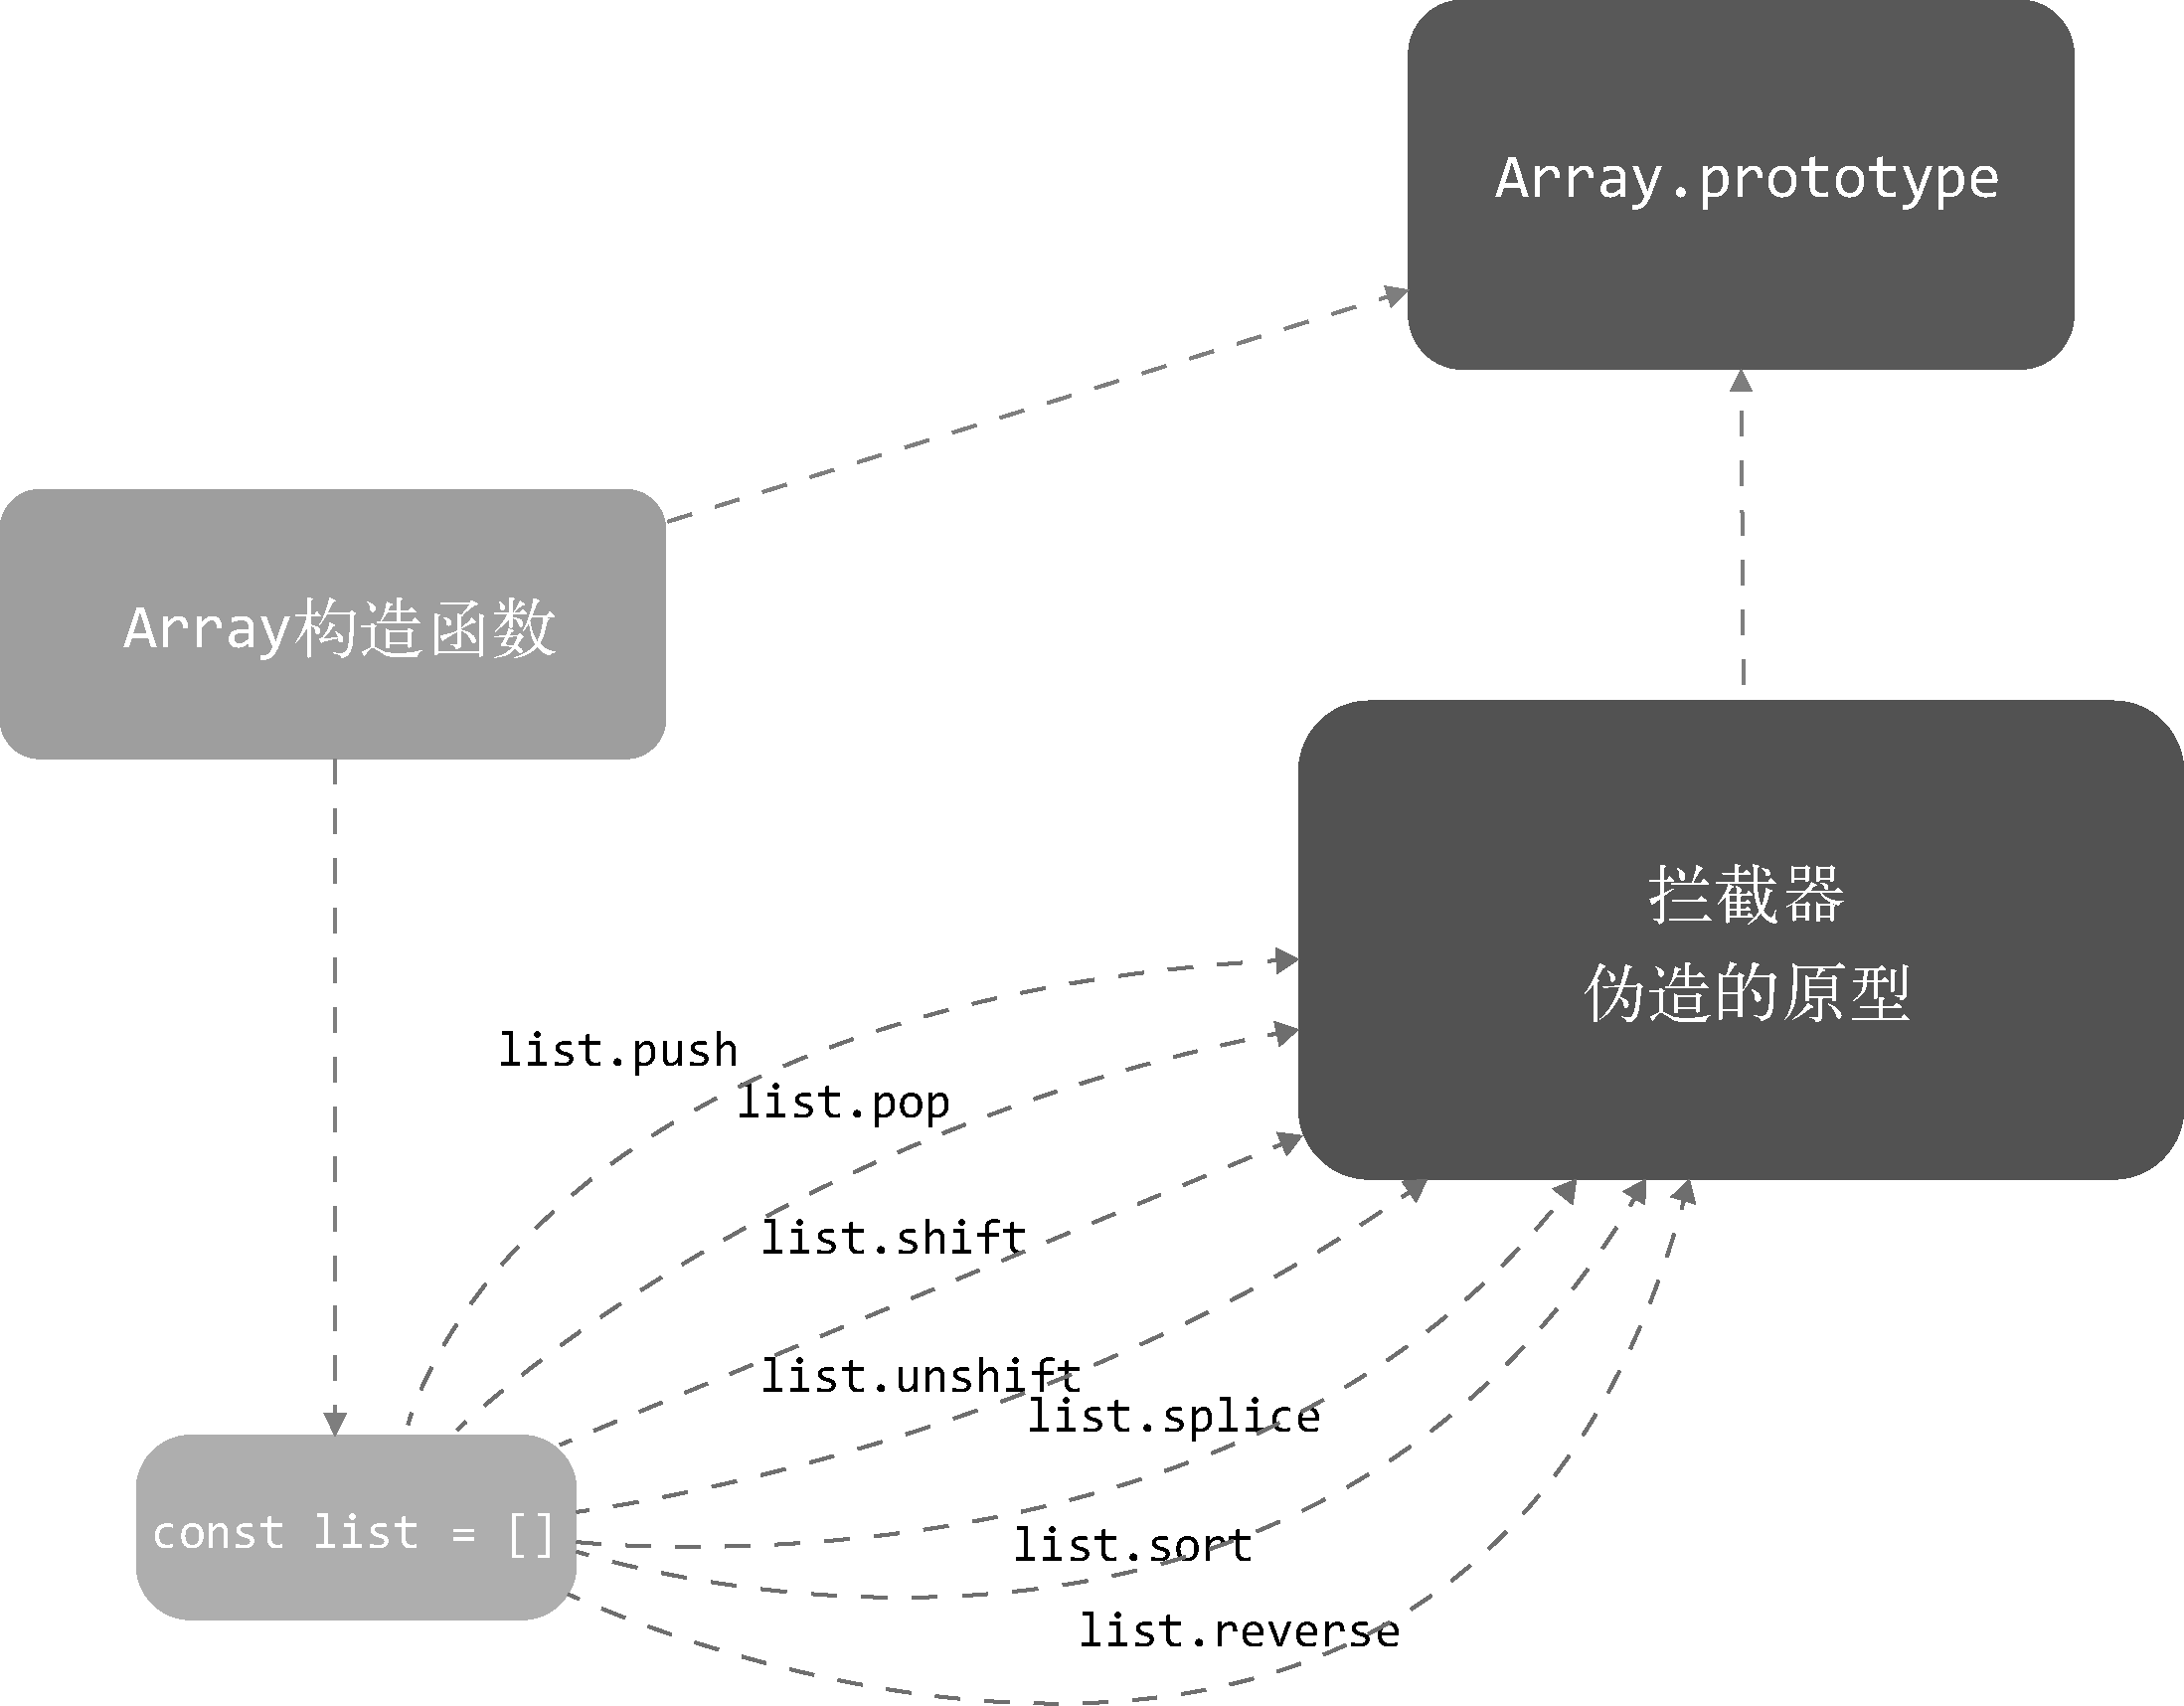 Array.prototype
Array构造函数
拦截器
伪造的原型
list.push
list.pop
list.shift
list.unshift
list.splice
const list = []
list.sort
list.reverse